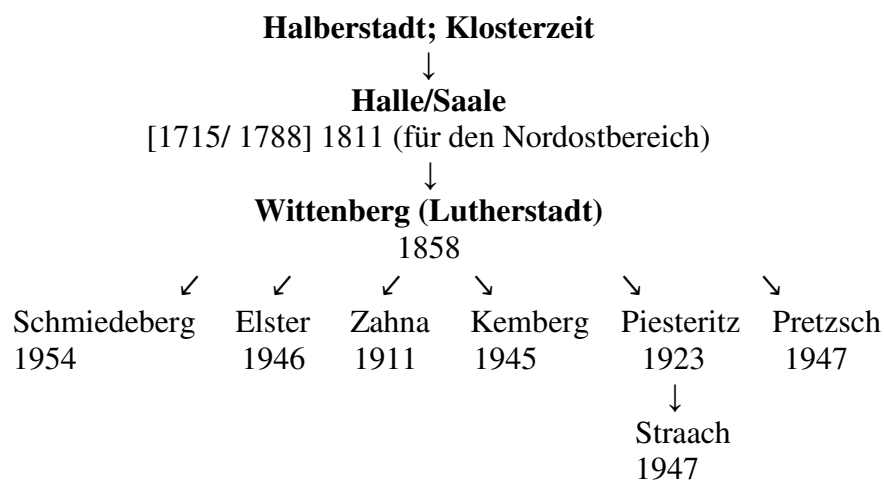 Halberstadt; Klosterzeit
↓
Halle/Saale
[1715/ 1788] 1811 (für den Nordostbereich)
↓
Wittenberg (Lutherstadt)
1858
↙ ↙ ↙ ↘ ↘ ↘
Schmiedeberg Elster Zahna Kemberg Piesteritz Pretzsch
1954 1946 1911 1945 1923 1947
↓
Straach
1947